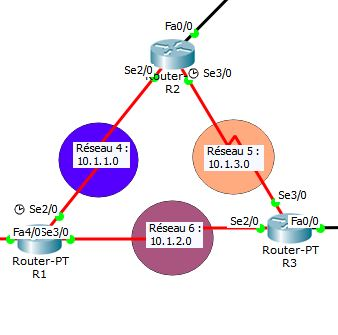 Fa0/0
Se2/0
Se3/0
Router-PT
R2
Réseau 4 :
10.1.1.0
Réseau 5 :
10.1.3.0
Se3/0
Se2/0
Réseau 6 :
10.1.2.0
Se2/0
Fa0/0
Fa4/0Se3/0
Router-PT
R1
Router-PT
R3